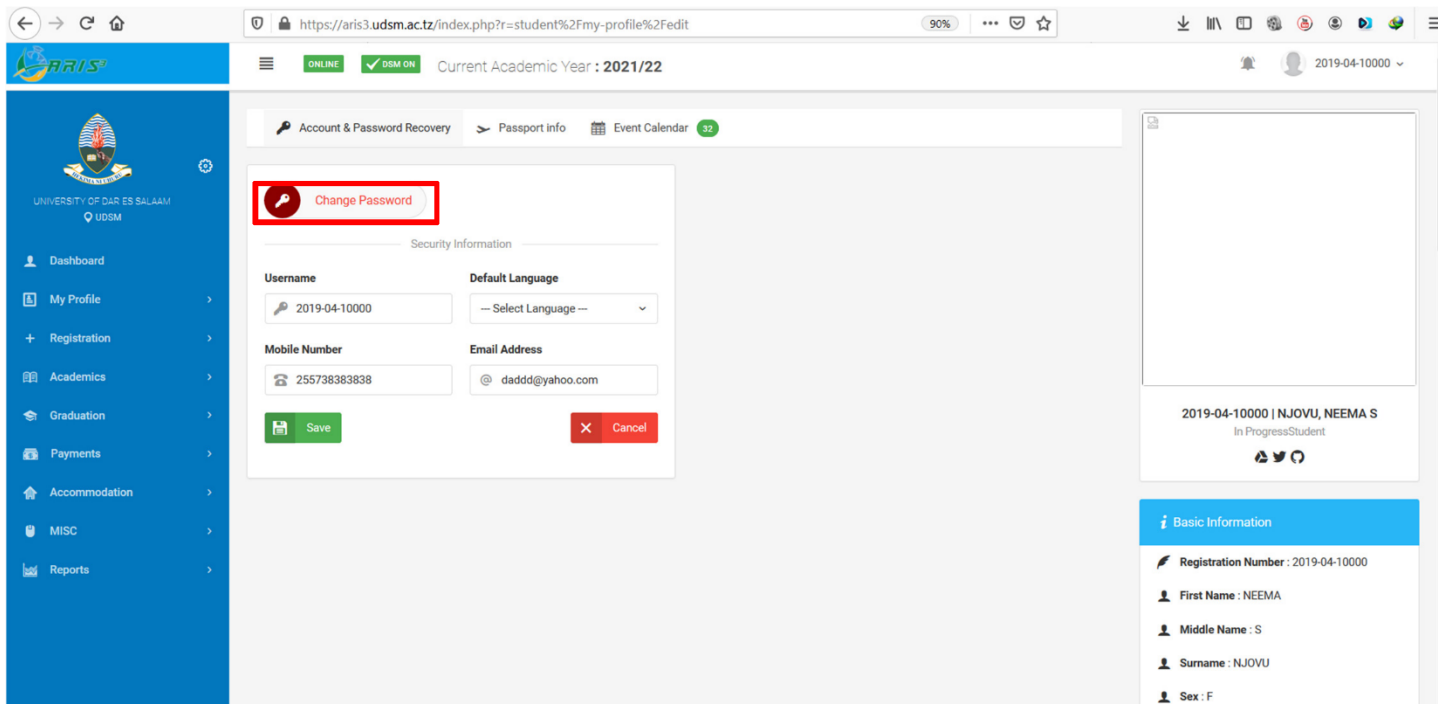 https://aris3.udsm.ac.tz/index.php?r=student%2Fmy-profile%2Fedit
90%
ARIS3
ONLINE
DSM ON
Current Academic Year : 2021/22
2019-04-10000
UNIVERSITY OF DAR ES SALAAM
UDSM
Dashboard
My Profile
Registration
Academics
Graduation
Payments
Accommodation
MISC
Reports
Account & Password Recovery
Passport info
Event Calendar 32
Change Password
Security Information
Username
Default Language
2019-04-10000
--- Select Language ---
Mobile Number
Email Address
255738383838
@ daddd@yahoo.com
Save
Cancel
2019-04-10000 | NJOVU, NEEMA S
In ProgressStudent
Basic Information
Registration Number : 2019-04-10000
First Name : NEEMA
Middle Name : S
Surname : NJOVU
Sex : F